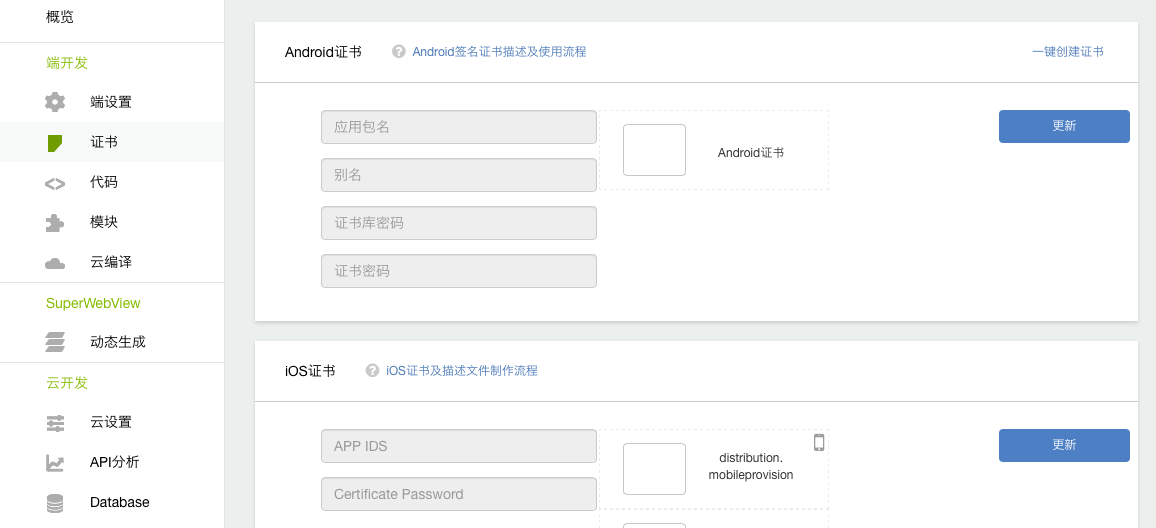 概览
端开发
端设置
证书
代码
模块
云编译
SuperWebView
动态生成
云开发
云设置
API分析
Database
Android证书
Android签名证书描述及使用流程
一键创建证书
应用包名
别名
证书库密码
证书密码
Android证书
更新
iOS证书
iOS证书及描述文件制作流程
APP IDS
Certificate Password
distribution.
mobileprovision
更新